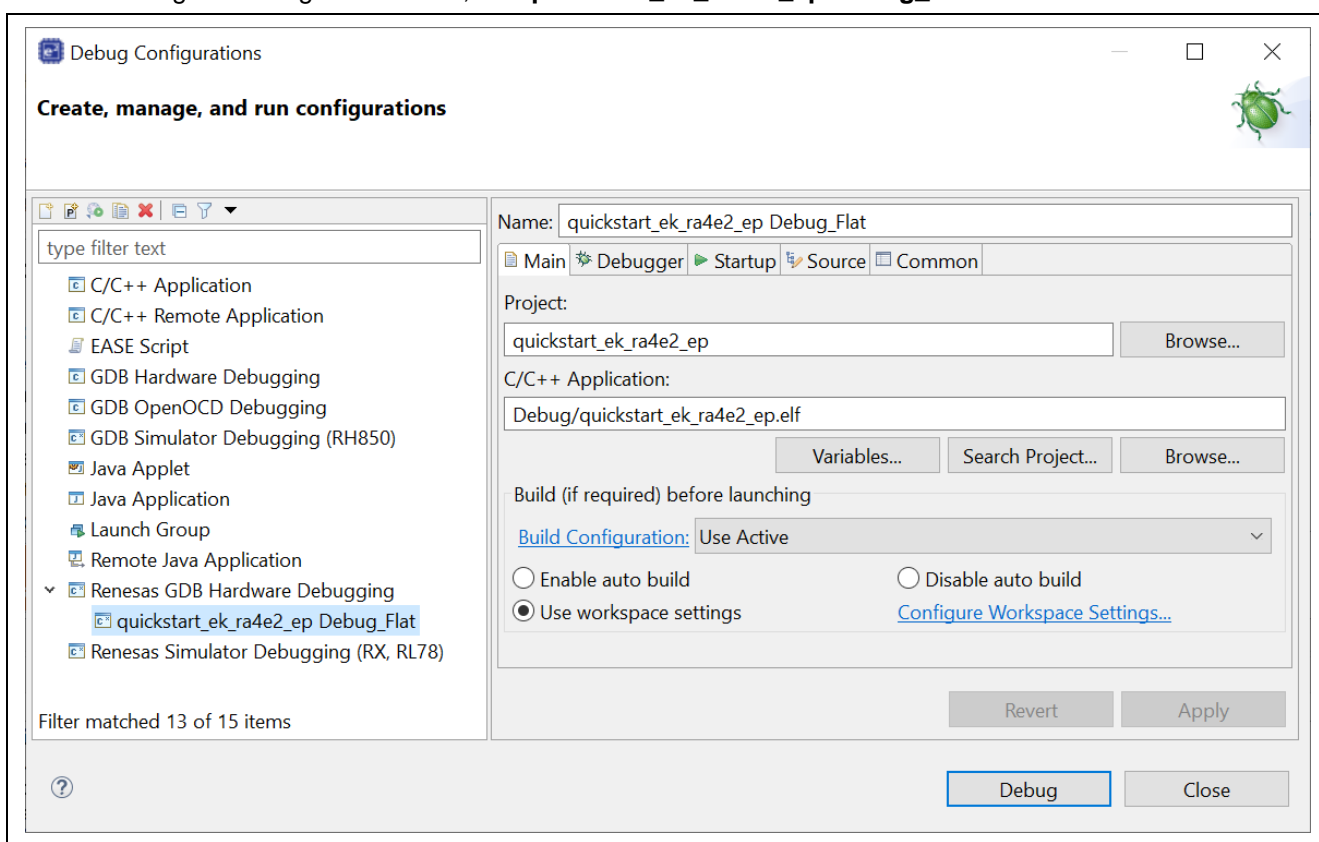 Debug Configurations
Create, manage, and run configurations
type filter text
C/C++ Application
C/C++ Remote Application
EASE Script
GDB Hardware Debugging
GDB OpenOCD Debugging
GDB Simulator Debugging (RH850)
Java Applet
Java Application
Launch Group
Remote Java Application
Renesas GDB Hardware Debugging
quickstart_ek_ra4e2_ep Debug_Flat
Renesas Simulator Debugging (RX, RL78)
Filter matched 13 of 15 items
Name: quickstart_ek_ra4e2_ep Debug_Flat
Main Debugger Startup Source Common
Project:
quickstart_ek_ra4e2_ep Browse...
C/C++ Application:
Debug/quickstart_ek_ra4e2_ep.elf
Variables... Search Project... Browse...
Build (if required) before launching
Build Configuration: Use Active
Enable auto build Disable auto build
Use workspace settings Configure Workspace Settings...
Revert Apply
Debug Close